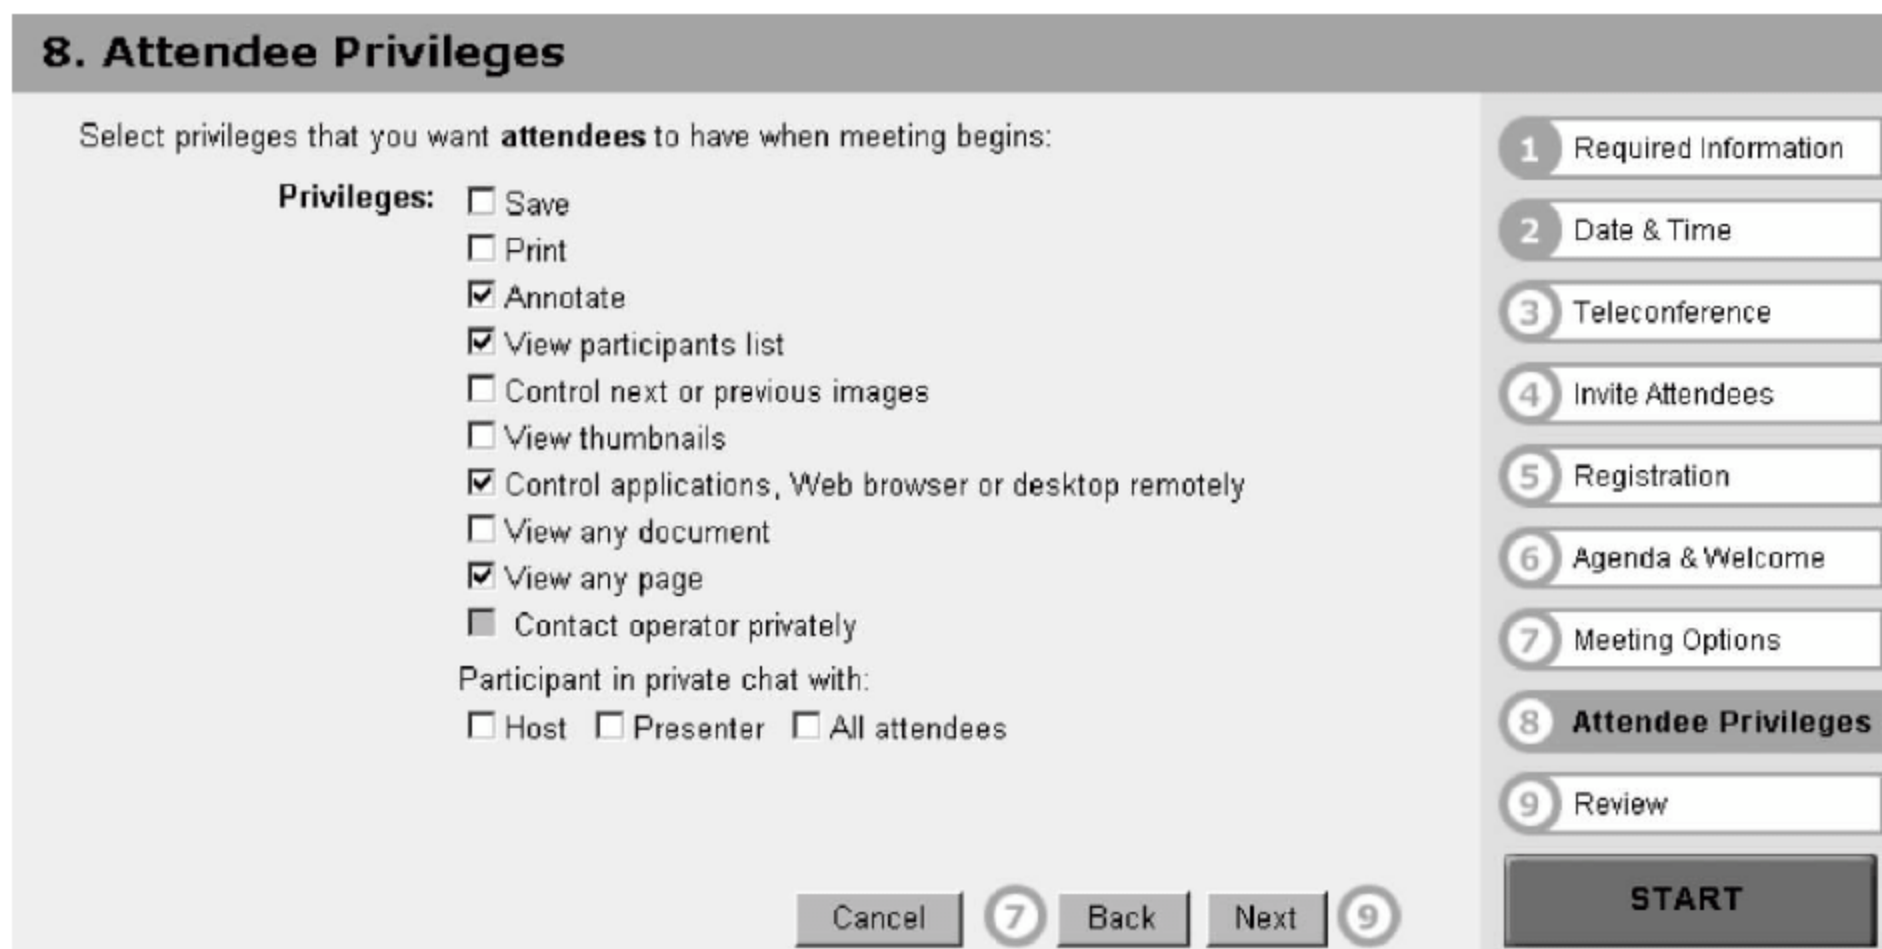 8. Attendee Privileges
Select privileges that you want attendees to have when meeting begins:
Privileges:
Save
Print
Annotate
View participants list
Control next or previous images
View thumbnails
Control applications, Web browser or desktop remotely
View any document
View any page
Contact operator privately
Participant in private chat with:
Host Presenter All attendees
Cancel 7 Back Next 9
1 Required Information
2 Date & Time
3 Teleconference
4 Invite Attendees
5 Registration
6 Agenda & Welcome
7 Meeting Options
8 Attendee Privileges
9 Review
START